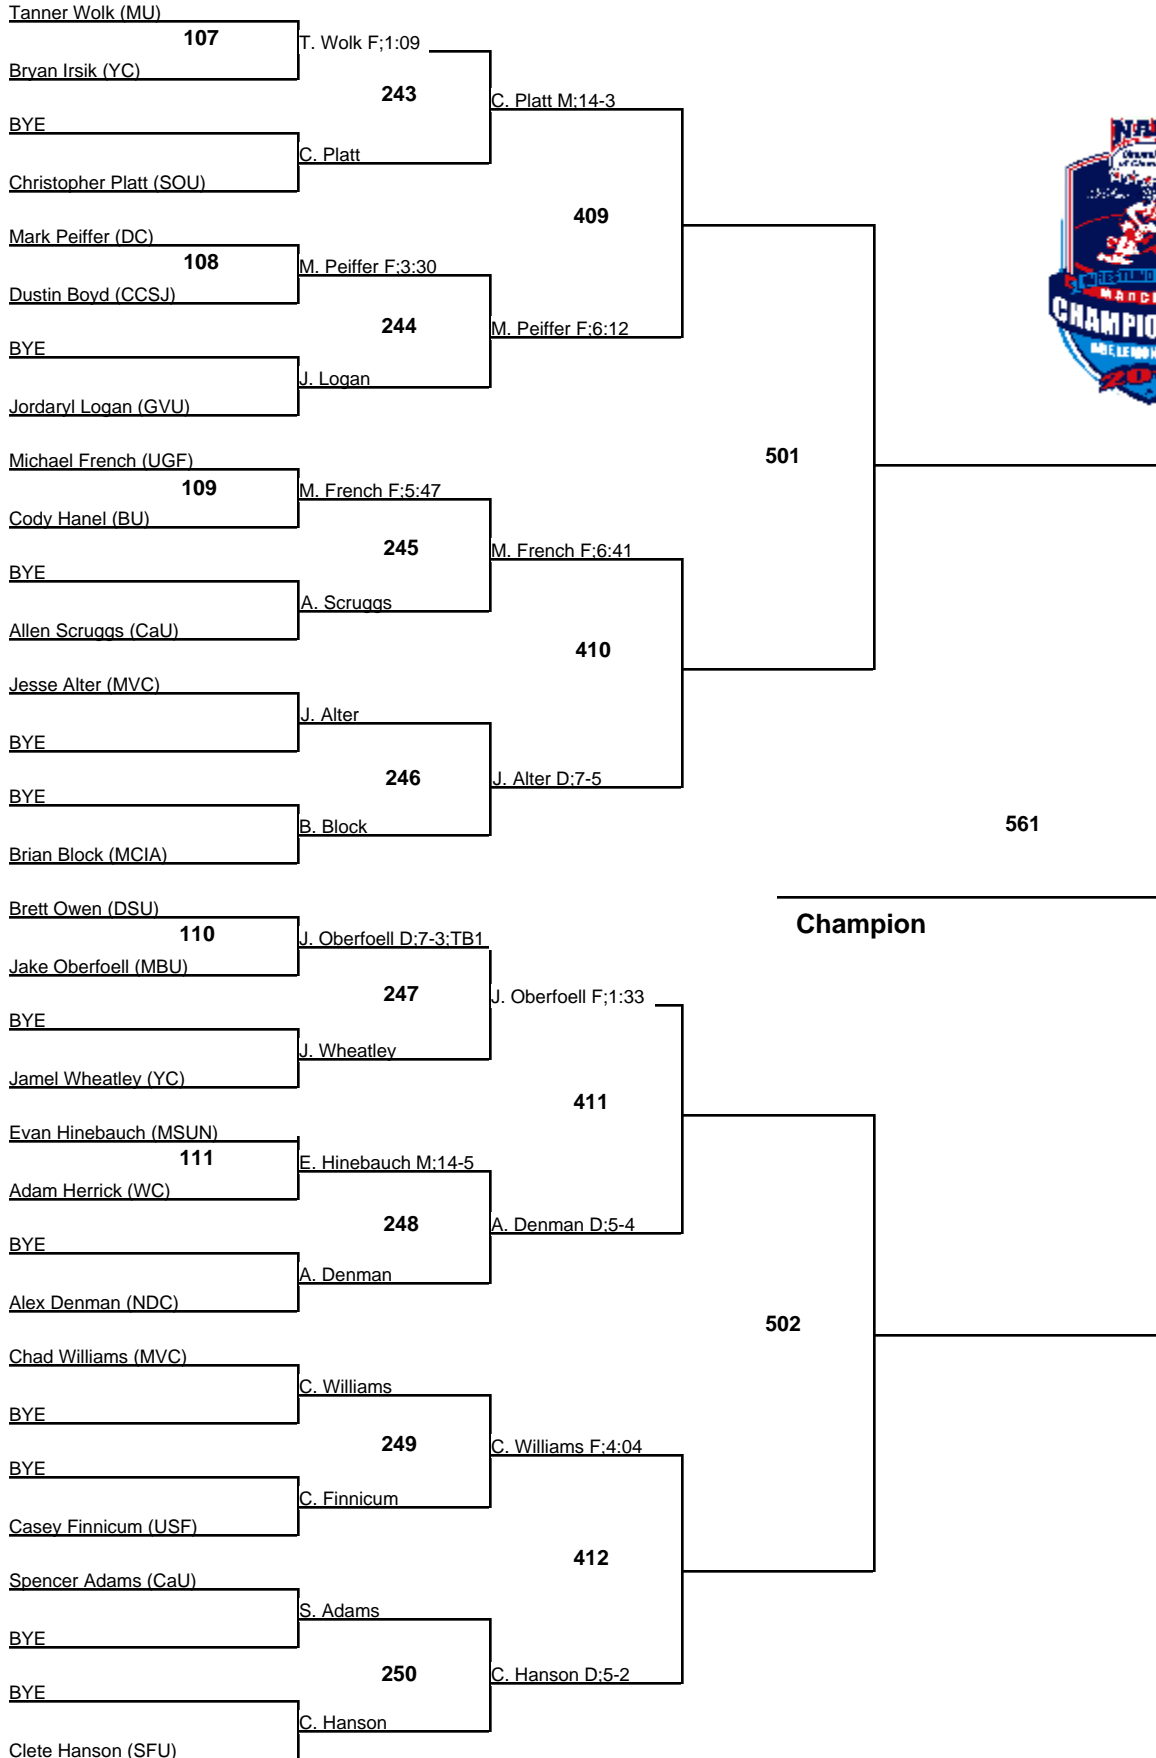 Tanner Wolk (MU)
107
T. Wolk F;1:09
Bryan Irsik (YC)
243
C. Platt M;14-3
BYE
C. Platt
Christopher Platt (SOU)
409
Mark Peiffer (DC)
108
M. Peiffer F;3:30
Dustin Boyd (CCSJ)
244
M. Peiffer F;6:12
BYE
J. Logan
Jordaryl Logan (GVU)
501
Michael French (UGF)
109
M. French F;5:47
Cody Hanel (BU)
245
M. French F;6:41
BYE
A. Scruggs
Allen Scruggs (CaU)
410
Jesse Alter (MVC)
J. Alter
BYE
246
J. Alter D;7-5
BYE
B. Block
Brian Block (MCIA)
561
Champion
Brett Owen (DSU)
110
J. Oberfoell D;7-3;TB1
Jake Oberfoell (MBU)
247
J. Oberfoell F;1:33
BYE
J. Wheatley
Jamel Wheatley (YC)
411
Evan Hinebauch (MSUN)
111
E. Hinebauch M;14-5
Adam Herrick (WC)
248
A. Denman D;5-4
BYE
A. Denman
Alex Denman (NDC)
502
Chad Williams (MVC)
C. Williams
BYE
249
C. Williams F;4:04
BYE
C. Finnicum
Casey Finnicum (USF)
412
Spencer Adams (CaU)
S. Adams
BYE
250
C. Hanson D;5-2
BYE
C. Hanson
Clete Hanson (SFU)